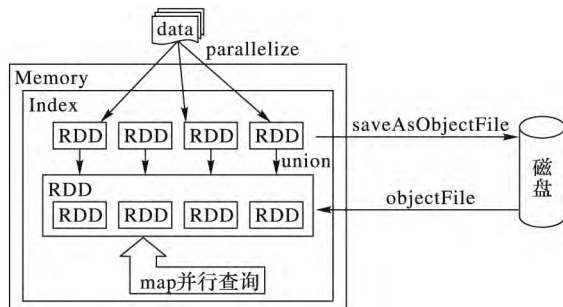 data
parallelize
Memory
Index
RDD RDD RDD RDD
saveAsObjectFile
union
RDD
RDD RDD RDD RDD
objectFile
磁盘
map并行查询